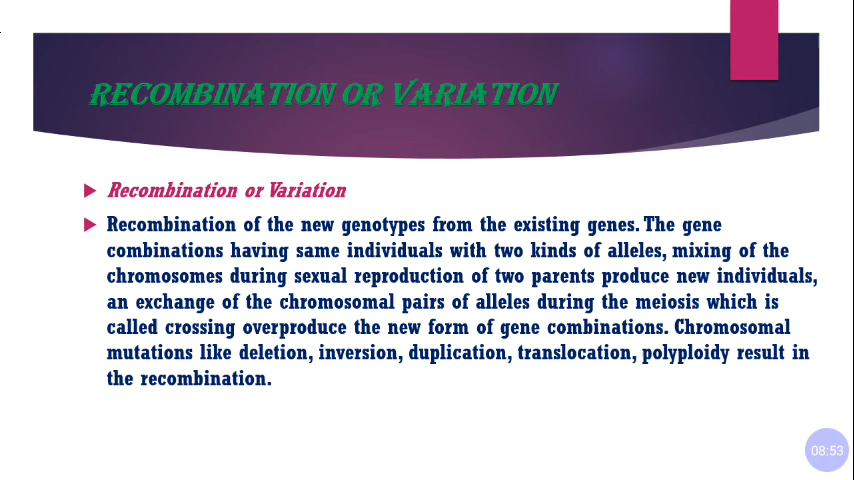 RECOMBINATION OR VARIATION
Recombination or Variation
Recombination of the new genotypes from the existing genes. The gene
combinations having same individuals with two kinds of alleles, mixing of the
chromosomes during sexual reproduction of two parents produce new individuals,
an exchange of the chromosomal pairs of alleles during the meiosis which is
called crossing overproduce the new form of gene combinations. Chromosomal
mutations like deletion, inversion, duplication, translocation, polyploidy result in
the recombination.
08:53